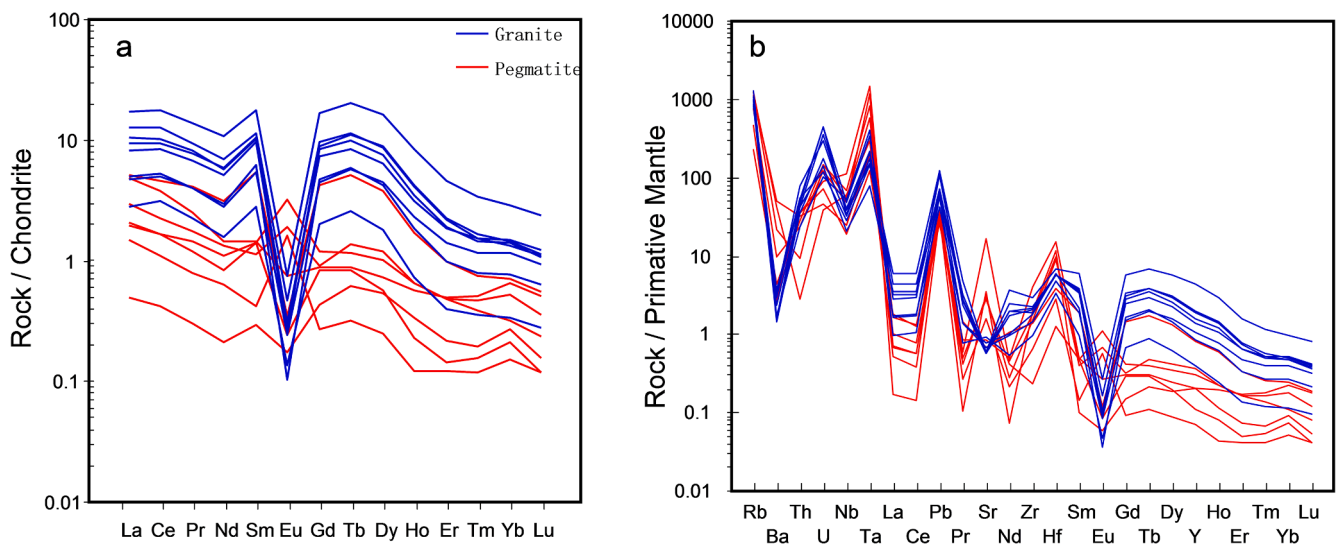 a
Granite
Pegmatite
100
10
1
0.1
0.01
Rock / Chondrite
La Ce Pr Nd Sm Eu Gd Tb Dy Ho Er Tm Yb Lu
b
10000
1000
100
10
1
0.1
0.01
Rock / Primative Mantle
Rb Th Nb La Pb Sr Zr Sm Gd Dy Ho Tm Lu
Ba U Ta Ce Pr Nd Hf Eu Tb Y Er Yb